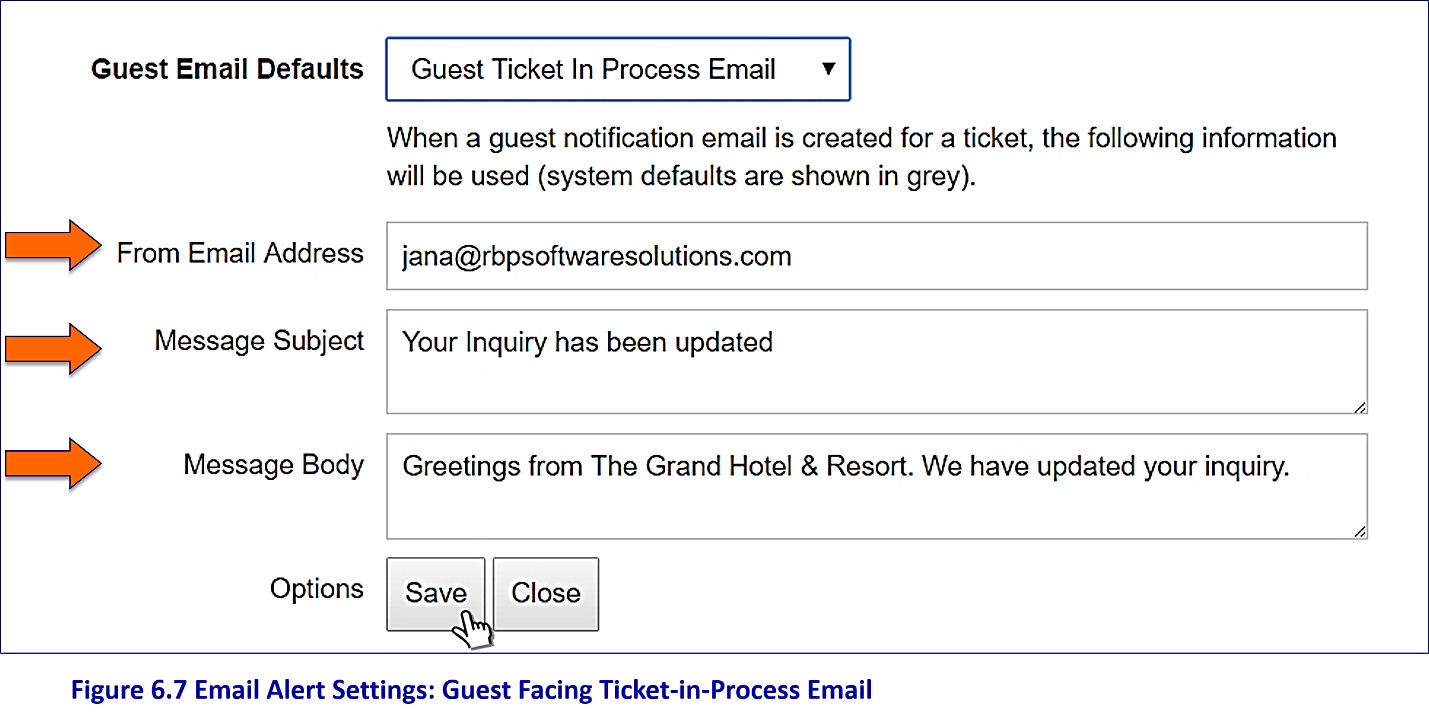 Guest Email Defaults Guest Ticket In Process Email ▼
When a guest notification email is created for a ticket, the following information
will be used (system defaults are shown in grey).
From Email Address jana@rbpsoftwaresolutions.com
Message Subject Your Inquiry has been updated
Message Body Greetings from The Grand Hotel & Resort. We have updated your inquiry.
Options Save Close
Figure 6.7 Email Alert Settings: Guest Facing Ticket-in-Process Email